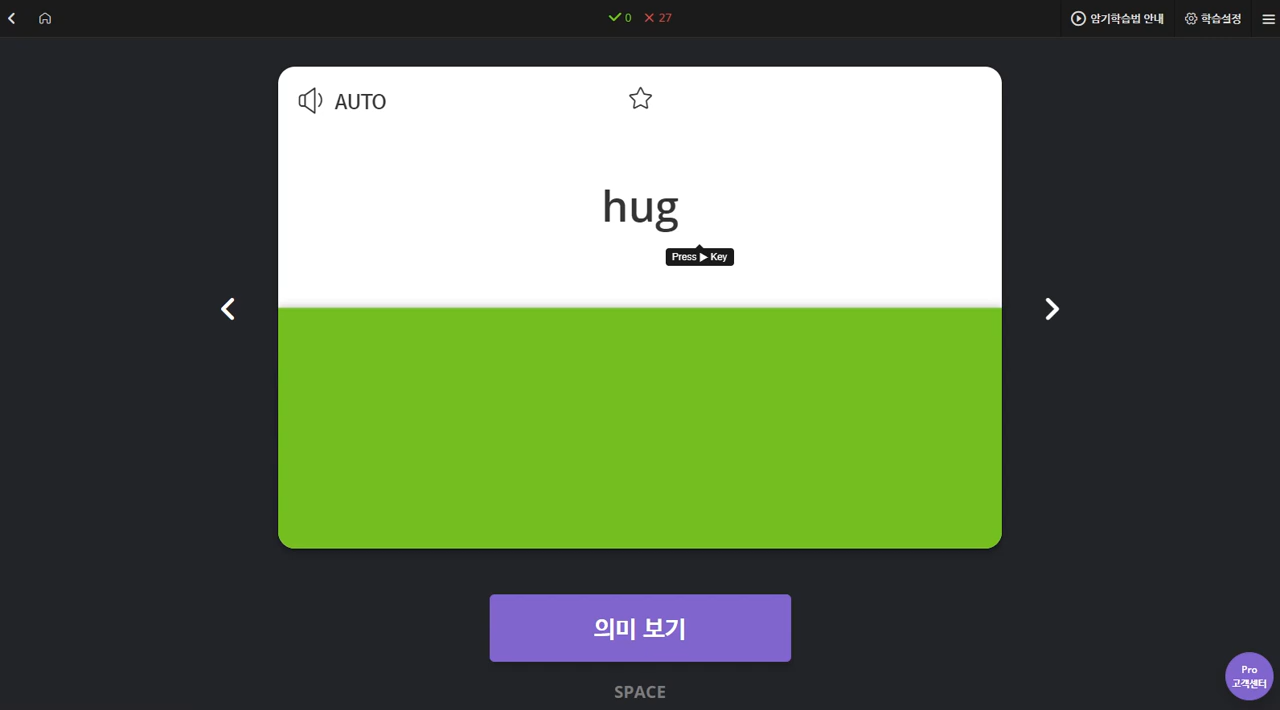 0 27 암기학습법 안내 학습설정
AUTO
hug
Press ▶ Key
의미 보기
SPACE
Pro
고객센터